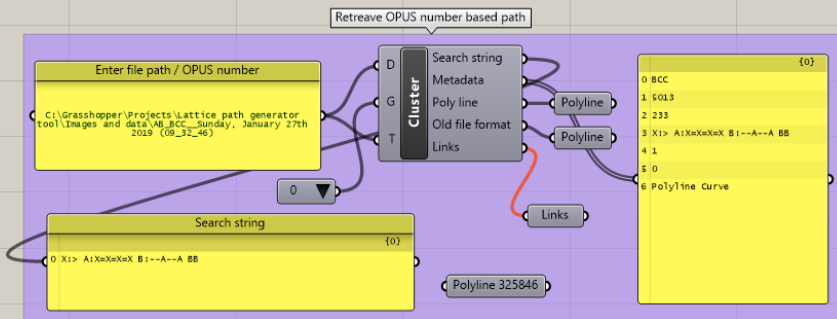 Retreave OPUS number based path
Enter file path / OPUS number
C:\Grasshopper\Projects\Lattice path generator
tool\Images and data\AB_BCC__Sunday, January 27th
2019 (09_32_46)
D
G
T
Cluster
Search string
Metadata
Poly line
Old file format
Links
Polyline
Polyline
0
Links
Polyline 325846
Search string
{0}
0 X:> A:X=X=X=X B:--A--A BB
{0}
0 BCC
1 5013
2 233
3 X:> A:X=X=X=X B:--A--A BB
4 1
5 0
6 Polyline Curve